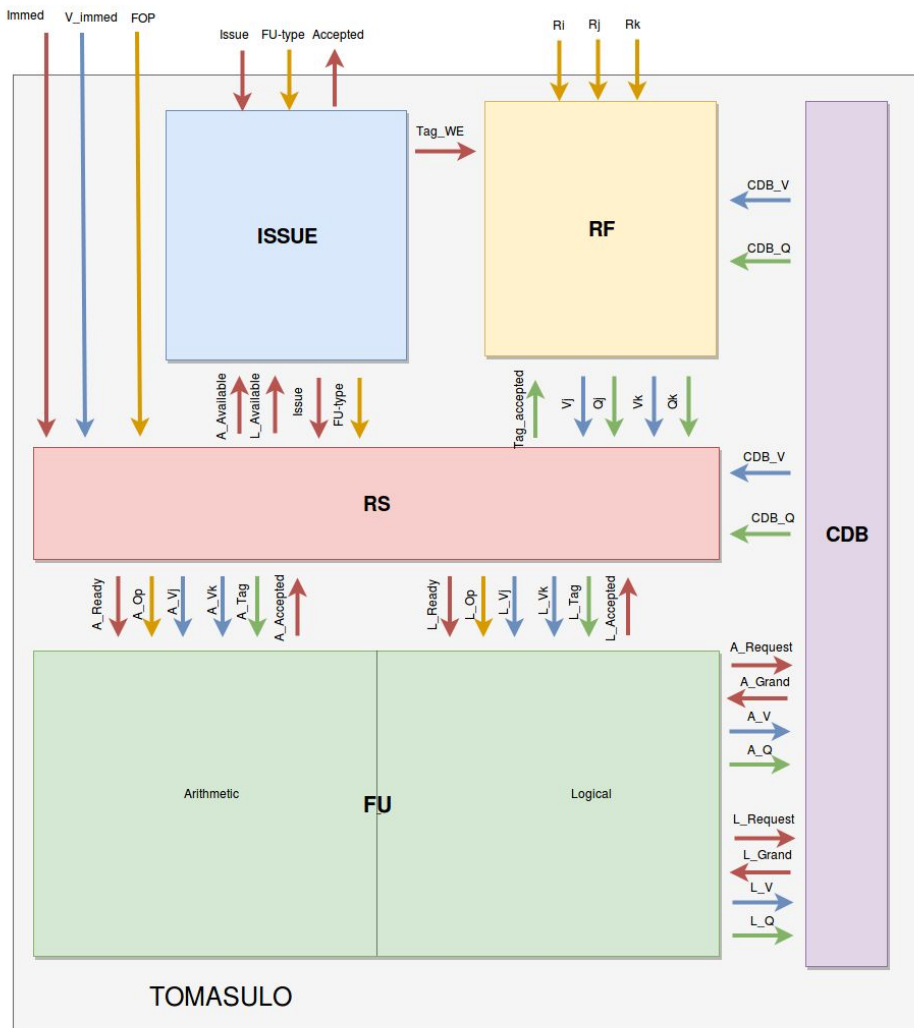 Immed
V_immed
FOP
Issue
FU-type
Accepted
Ri
Rj
Rk
Tag_WE
ISSUE
RF
CDB_V
CDB_Q
A_Available
L_Available
Issue
FU-type
Tag_accepted
Vj
Qj
Vk
Qk
RS
CDB_V
CDB_Q
CDB
A_Ready
A_Op
A_Vj
A_Vk
A_Tag
A_Accepted
L_Ready
L_Op
L_Vj
L_Vk
L_Tag
L_Accepted
A_Request
A_Grand
A_V
A_Q
Arithmetic
FU
Logical
L_Request
L_Grand
L_V
L_Q
TOMASULO